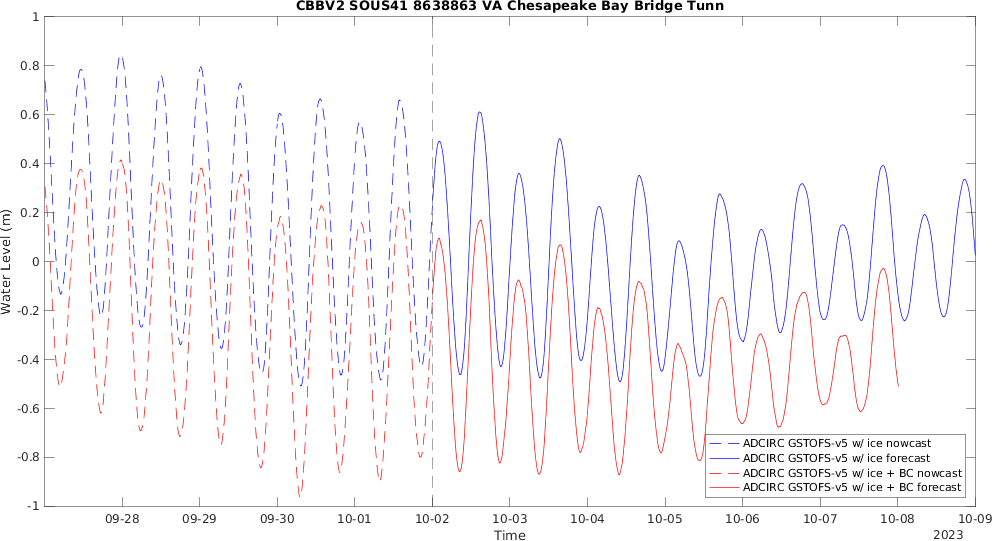 CBBV2 SOUS41 8638863 VA Chesapeake Bay Bridge Tunn
1
0.8
0.6
0.4
0.2
0
-0.2
-0.4
-0.6
-0.8
-1
Water Level (m)
ADCIRC GSTOFS-v5 w/ ice nowcast
ADCIRC GSTOFS-v5 w/ ice forecast
ADCIRC GSTOFS-v5 w/ ice + BC nowcast
ADCIRC GSTOFS-v5 w/ ice + BC forecast
09-28 09-29 09-30 10-01 10-02 10-03 10-04 10-05 10-06 10-07 10-08 10-09
Time
2023